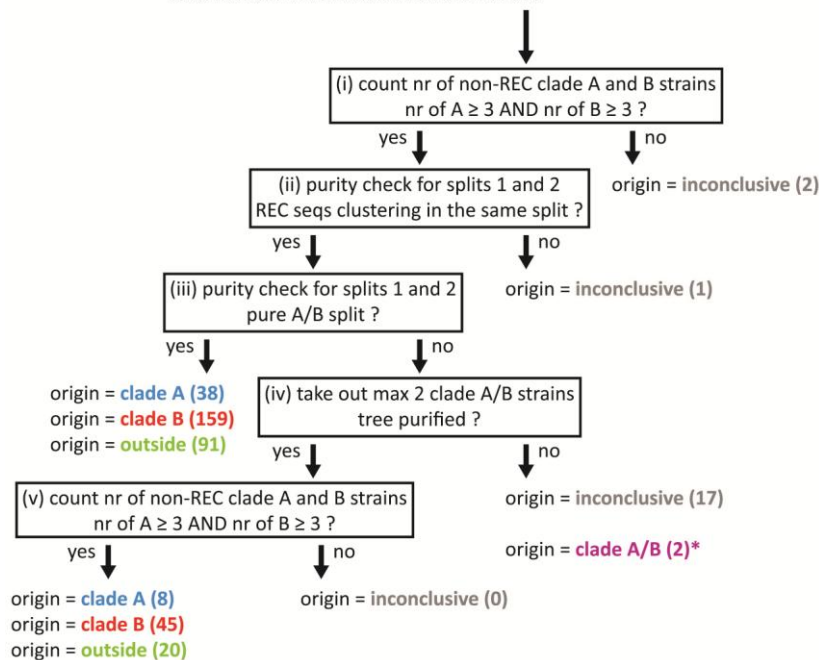 (i) count nr of non-REC clade A and B strains
nr of A ≥ 3 AND nr of B ≥ 3 ?
yes
no
(ii) purity check for splits 1 and 2
REC seqs clustering in the same split ?
origin = inconclusive (2)
yes
no
(iii) purity check for splits 1 and 2
pure A/B split ?
origin = inconclusive (1)
yes
no
origin = clade A (38)
origin = clade B (159)
origin = outside (91)
(iv) take out max 2 clade A/B strains
tree purified ?
yes
no
(v) count nr of non-REC clade A and B strains
nr of A ≥ 3 AND nr of B ≥ 3 ?
origin = inconclusive (17)
origin = clade A/B (2)*
yes
no
origin = clade A (8)
origin = clade B (45)
origin = outside (20)
origin = inconclusive (0)